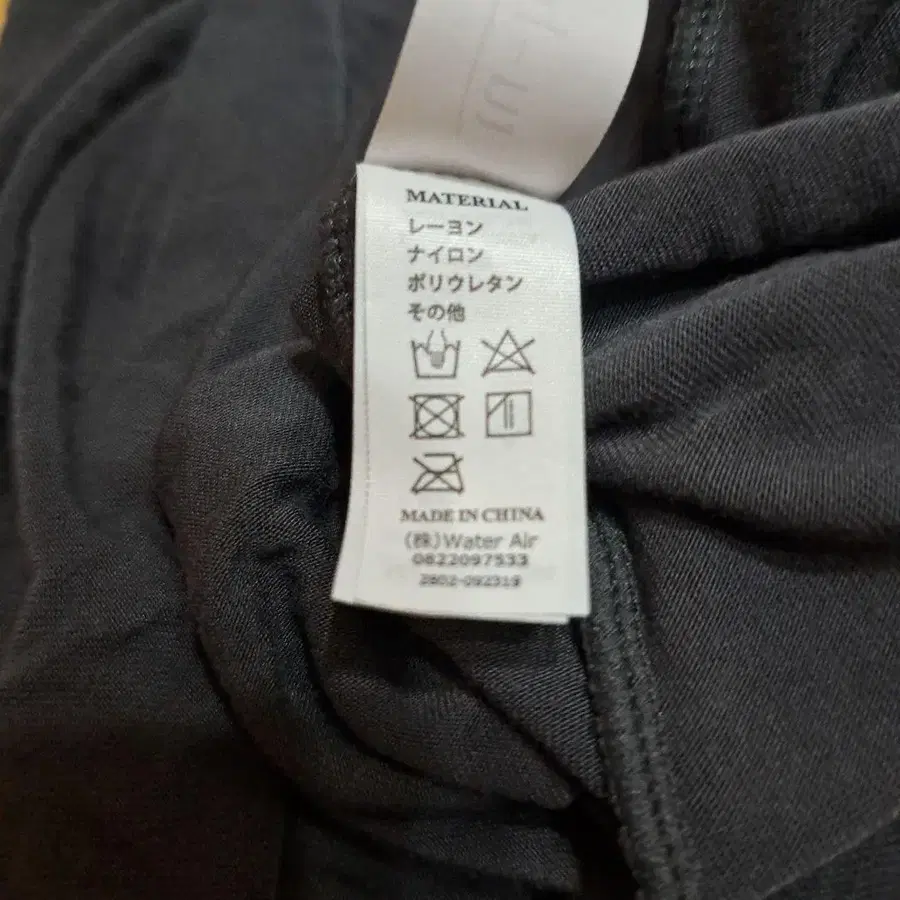 MATERIAL
レーヨン
ナイロン
ポリウレタン
その他
MADE IN CHINA
(株)Water Air
0822097533
2802-092319